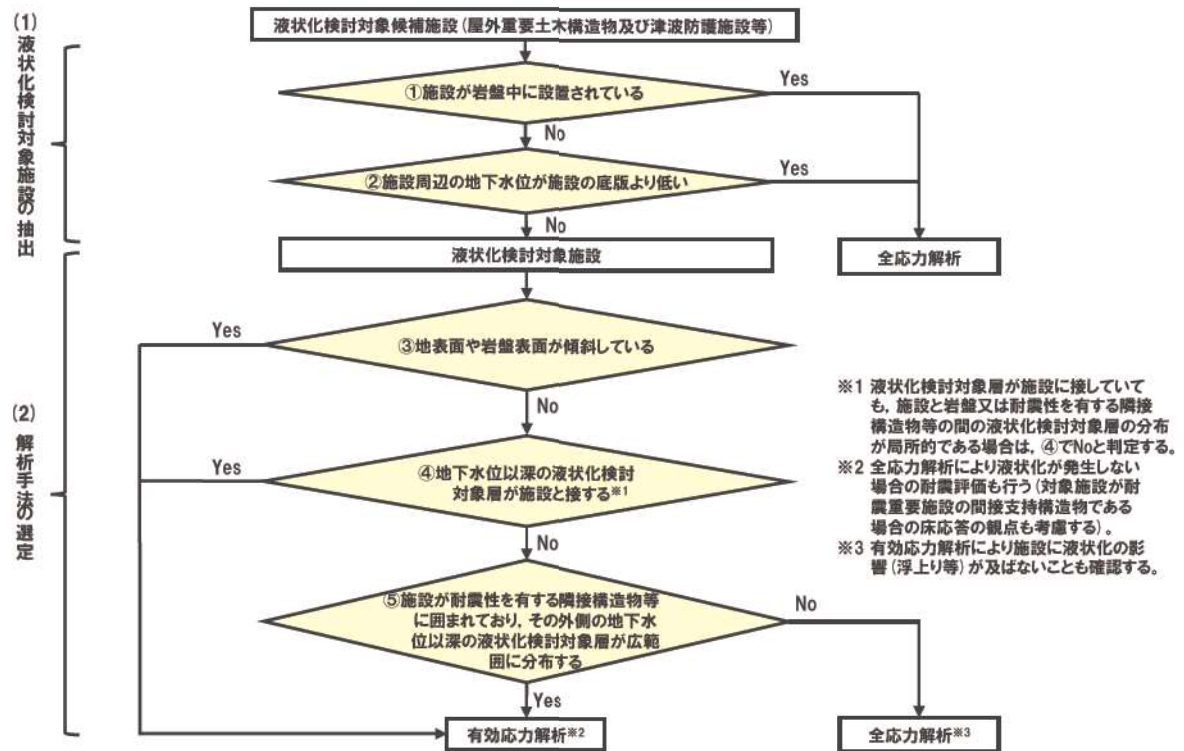 (1)
液状化検討対象施設の抽出
液状化検討対象候補施設(屋外重要土木構造物及び津波防護施設等)
①施設が岩盤中に設置されている
Yes
No
②施設周辺の地下水位が施設の底版より低い
Yes
No
液状化検討対象施設
全応力解析
(2)
解析手法の選定
Yes
③地表面や岩盤表面が傾斜している
No
Yes
④地下水位以深の液状化検討
対象層が施設と接する※1
No
⑤施設が耐震性を有する隣接構造物等
に囲まれており,その外側の地下水
位以深の液状化検討対象層が広範
囲に分布する
No
Yes
有効応力解析※2
全応力解析※3
※1 液状化検討対象層が施設に接していて
も,施設と岩盤又は耐震性を有する隣接
構造物等の間の液状化検討対象層の分布
が局所的である場合は,④でNoと判定する。
※2 全応力解析により液状化が発生しない
場合の耐震評価も行う(対象施設が耐
震重要施設の間接支持構造物である
場合の床応答の観点も考慮する)。
※3 有効応力解析により施設に液状化の影
響(浮上り等)が及ばないことも確認する。